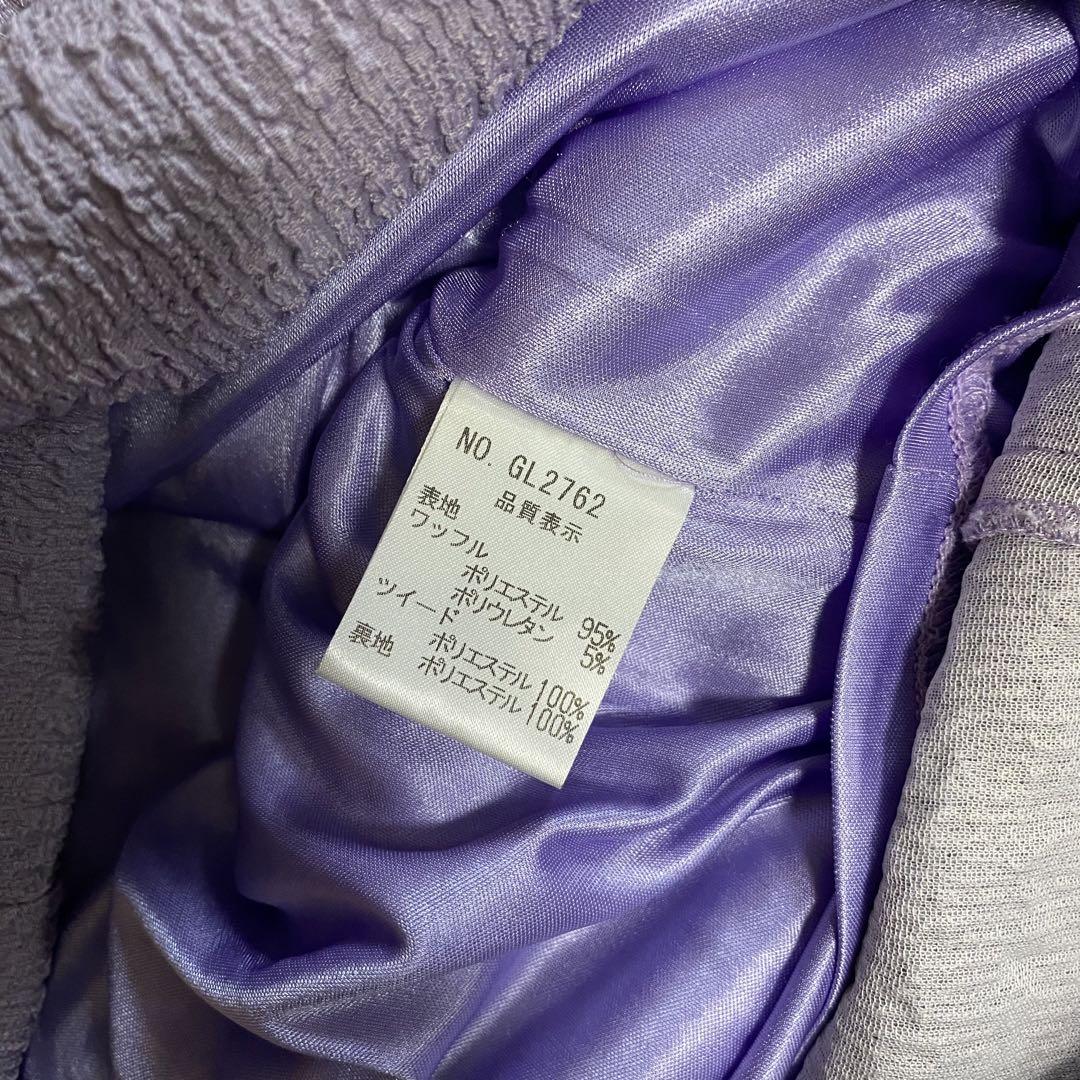 NO. GL2762
品質表示
表地
ワッフル
ポリエステル 95%
ポリウレタン 5%
ツイード
ポリエステル 100%
裏地 ポリエステル 100%